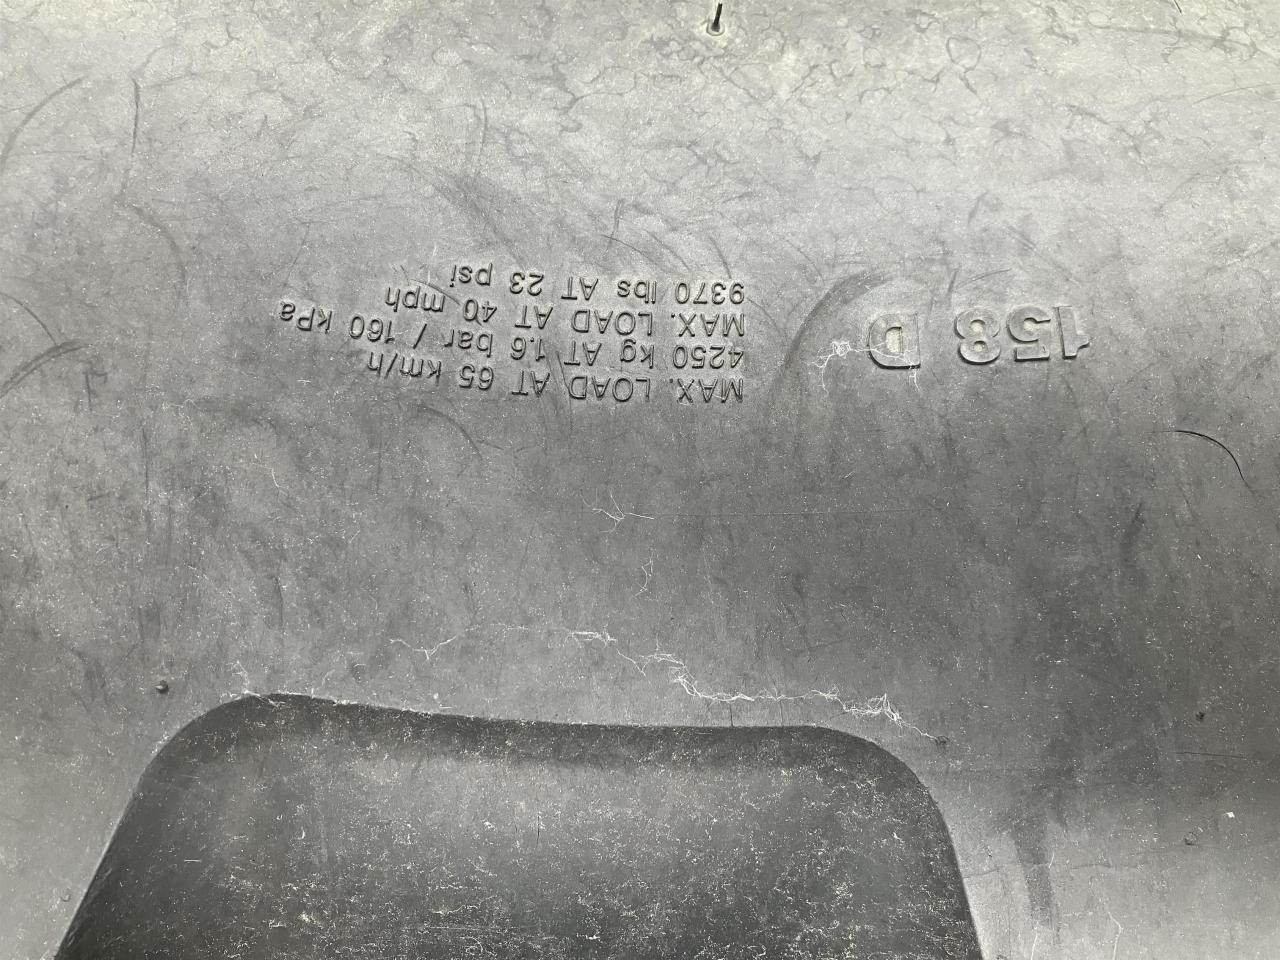 158 D
MAX. LOAD AT 65 km/h
4250 kg AT 1.6 bar / 160 kPa
MAX. LOAD AT 40 mph
9370 lbs AT 23 psi